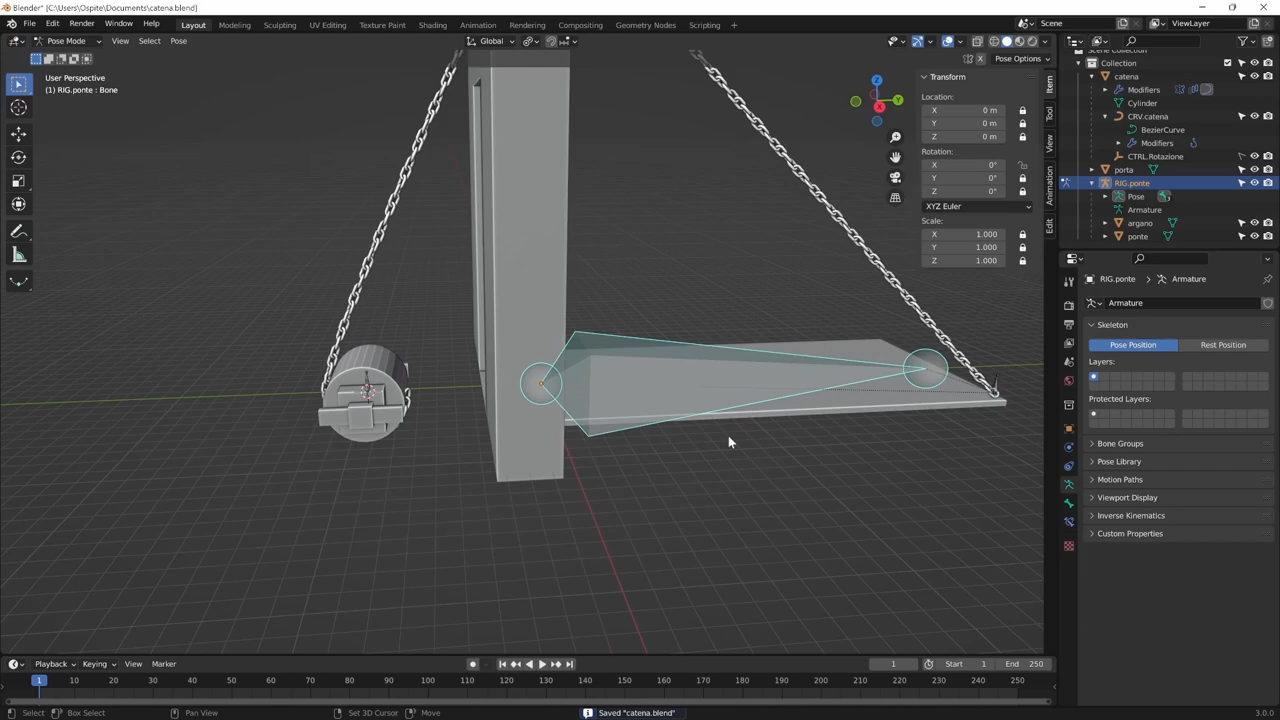 Blender* [C:\Users\Ospite\Documents\catena.blend]
File Edit Render Window Help Layout Modeling Sculpting UV Editing Texture Paint Shading Animation Rendering Compositing Geometry Nodes Scripting + Scene ViewLayer
Pose Mode View Select Pose Global
Pose Options
User Perspective
(1) RIG.ponte : Bone
Transform
Location:
X 0 m
Y 0 m
Z 0 m
Rotation:
X 0°
Y 0°
Z 0°
XYZ Euler
Scale:
X 1.000
Y 1.000
Z 1.000
Item
Tool
View
Animation
Edit
Z
Y
X
Scene Collection
Collection
catena
Modifiers
Cylinder
CRV.catena
BezierCurve
Modifiers
CTRL.Rotazione
porta
RIG.ponte
Pose
Armature
argano
ponte
RIG.ponte > Armature
Armature
Skeleton
Pose Position Rest Position
Layers:
Protected Layers:
Bone Groups
Pose Library
Motion Paths
Viewport Display
Inverse Kinematics
Custom Properties
Playback Keying View Marker 1 Start 1 End 250
1 10 20 30 40 50 60 70 80 90 100 110 120 130 140 150 160 170 180 190 200 210 220 230 240 250
Select Box Select Pan View Set 3D Cursor Move Saved "catena.blend" 3.0.0